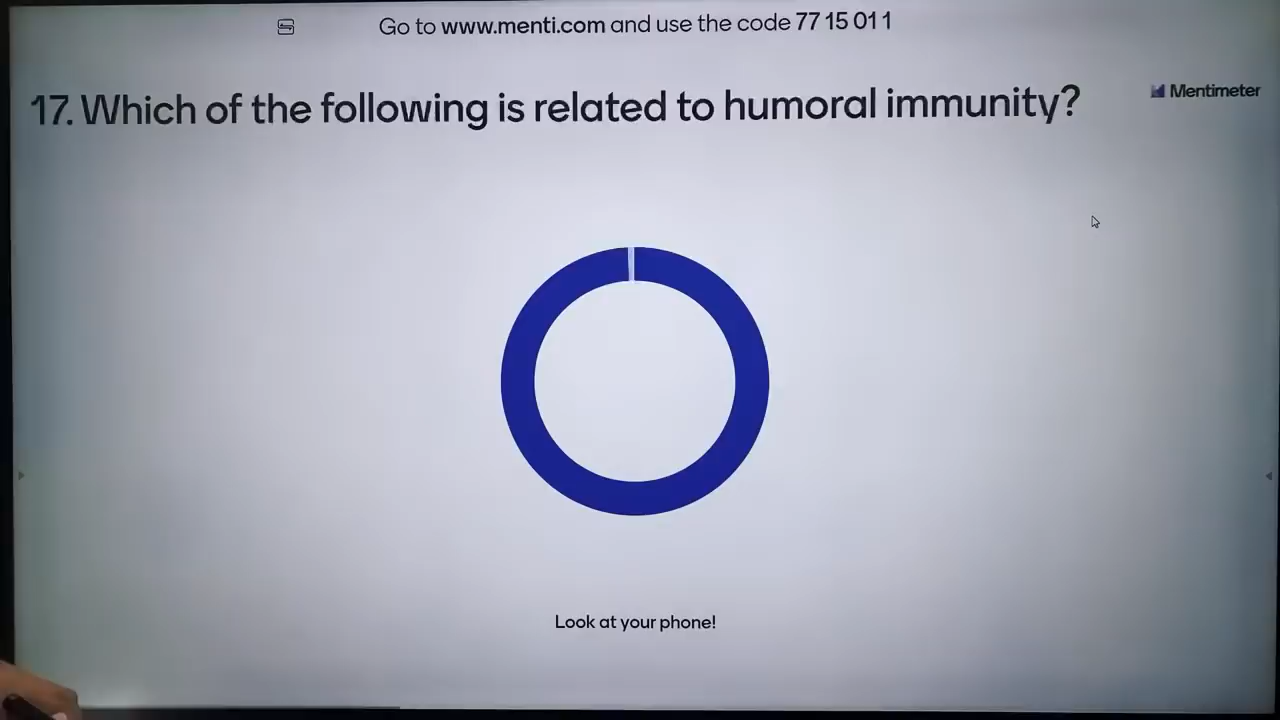 Go to www.menti.com and use the code 77 15 01 1
17. Which of the following is related to humoral immunity?
Mentimeter
Look at your phone!